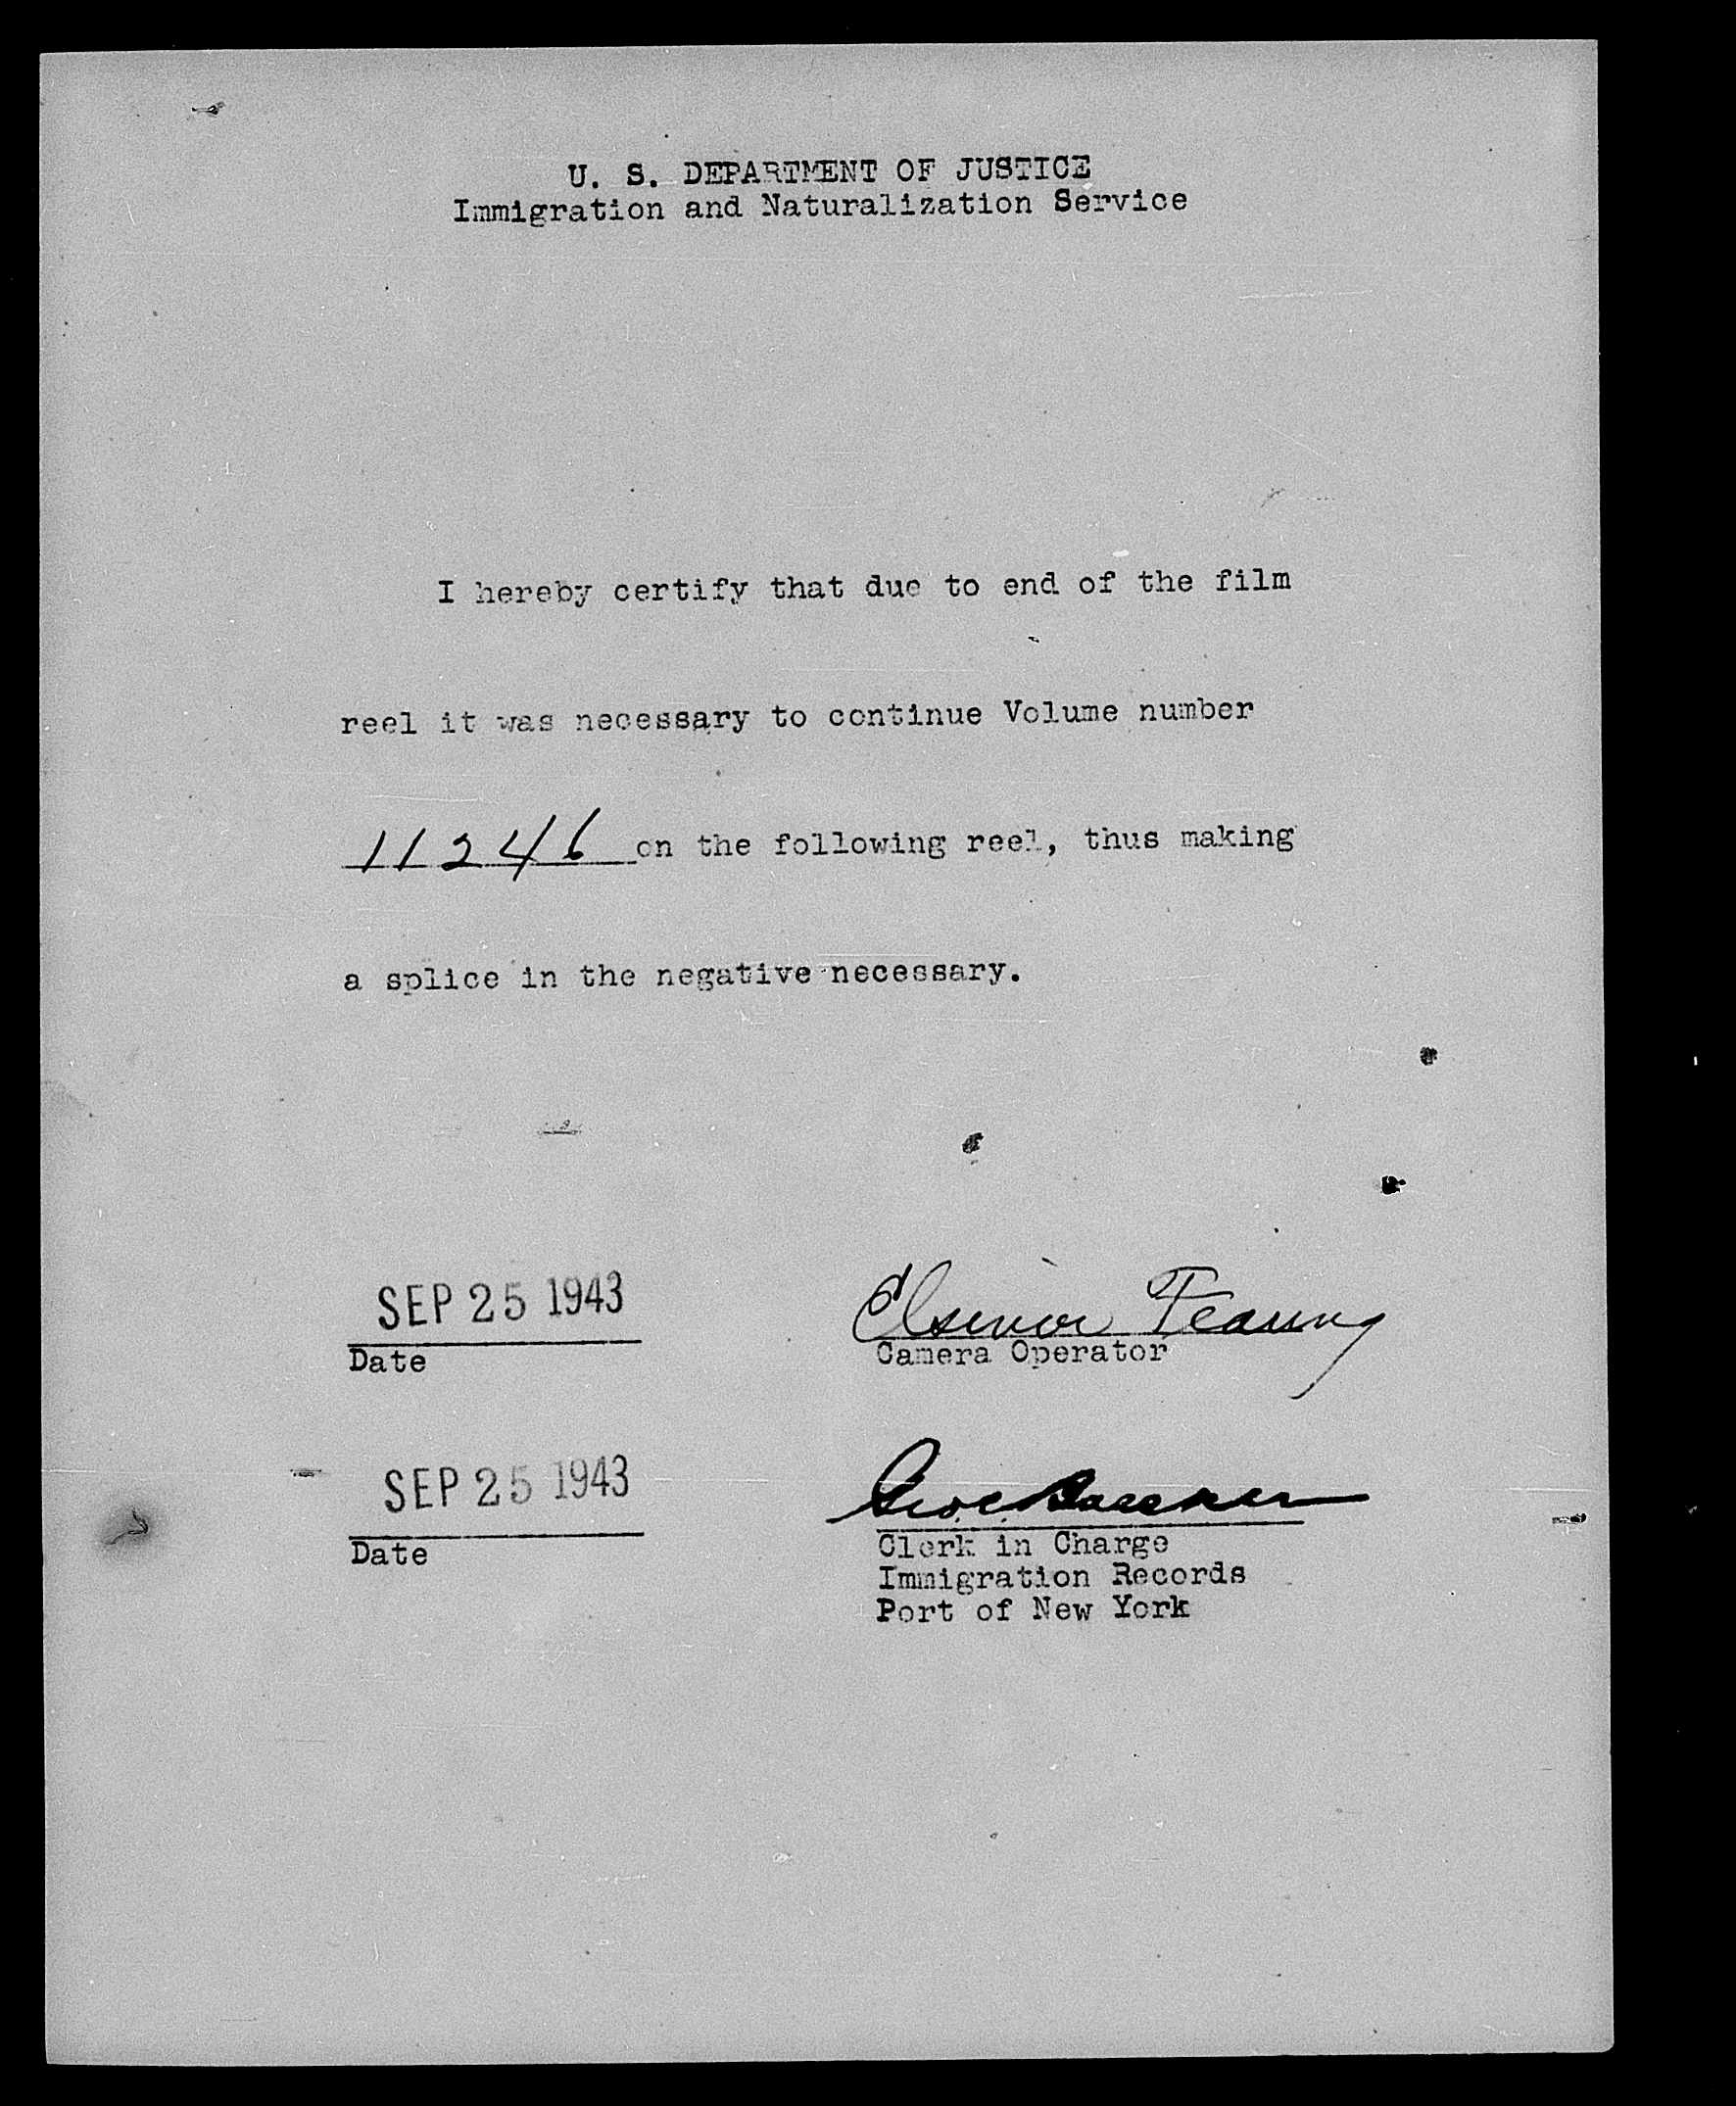 U. S. DEPARTMENT OF JUSTICE
Immigration and Naturalization Service
I hereby certify that due to end of the film
reel it was necessary to continue Volume number
11246 on the following reel, thus making
a splice in the negative necessary.
SEP 25 1943
Date
Camera Operator
SEP 25 1943
Date
Clerk in Charge
Immigration Records
Port of New York